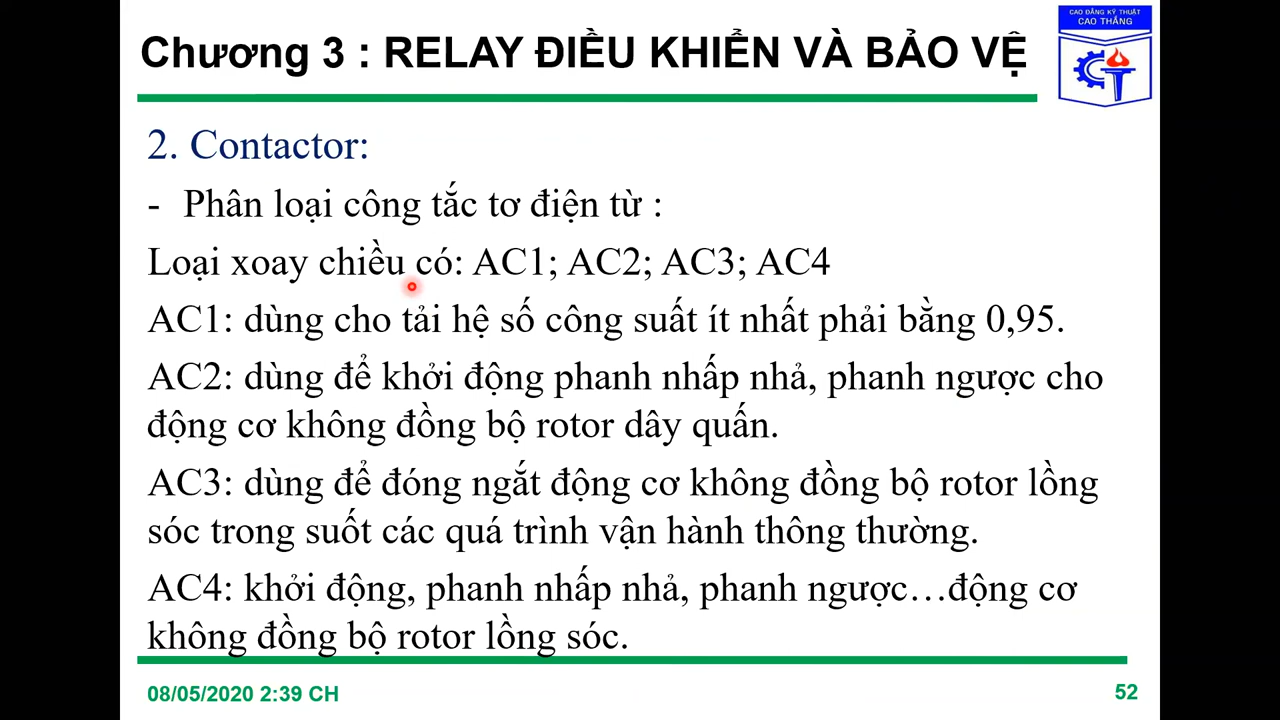 Chương 3 : RELAY ĐIỀU KHIỂN VÀ BẢO VỆ
CAO ĐẲNG KỸ THUẬT
CAO THẮNG
2. Contactor:
- Phân loại công tắc tơ điện từ :
Loại xoay chiều có: AC1; AC2; AC3; AC4
AC1: dùng cho tải hệ số công suất ít nhất phải bằng 0,95.
AC2: dùng để khởi động phanh nhấp nhả, phanh ngược cho
động cơ không đồng bộ rotor dây quấn.
AC3: dùng để đóng ngắt động cơ không đồng bộ rotor lồng
sóc trong suốt các quá trình vận hành thông thường.
AC4: khởi động, phanh nhấp nhả, phanh ngược…động cơ
không đồng bộ rotor lồng sóc.
08/05/2020 2:39 CH
52